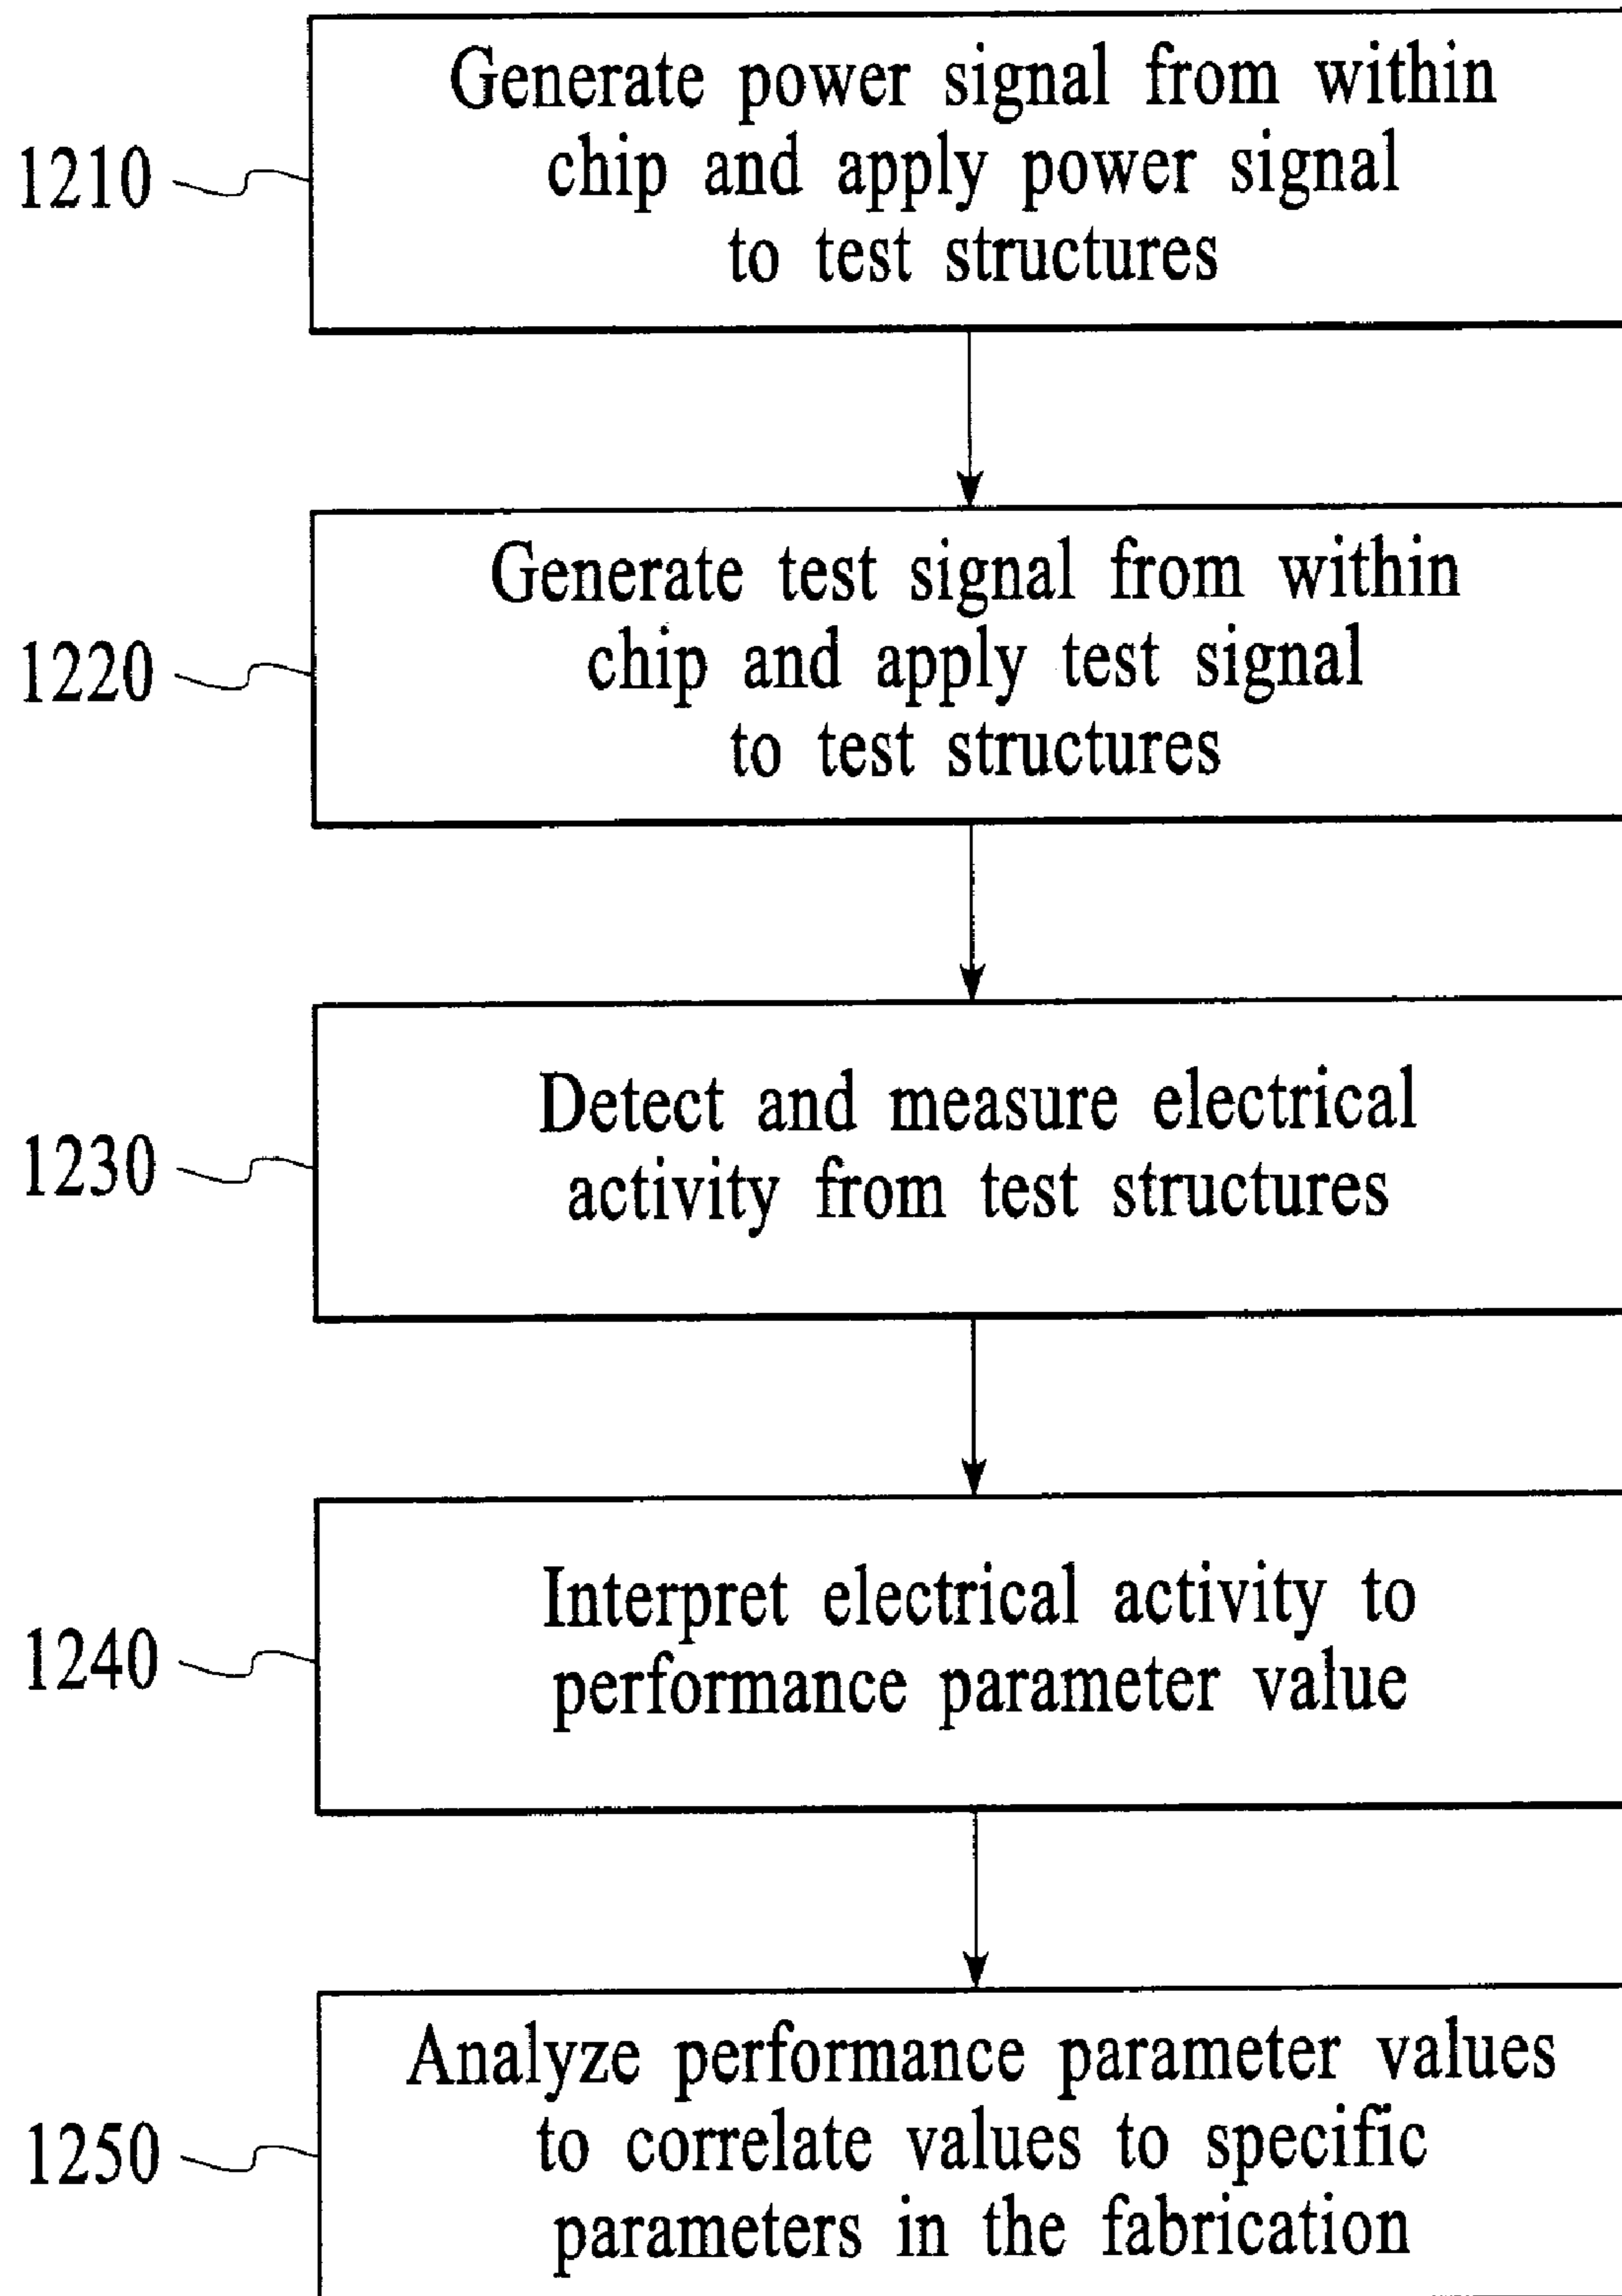 Generate power signal from within
chip and apply power signal
to test structures
1210
Generate test signal from within
chip and apply test signal
to test structures
1220
Detect and measure electrical
activity from test structures
1230
Interpret electrical activity to
performance parameter value
1240
Analyze performance parameter values
to correlate values to specific
parameters in the fabrication
1250